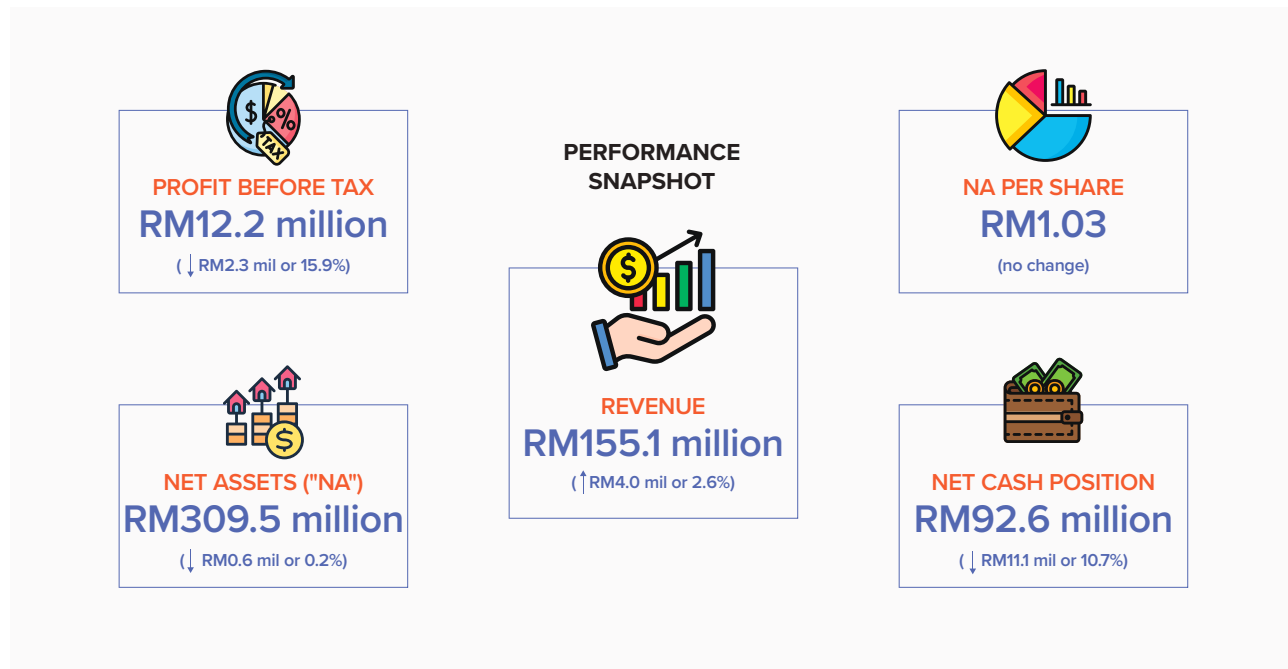 PERFORMANCE
SNAPSHOT
$
%
TAX
PROFIT BEFORE TAX
RM12.2 million
(↓ RM2.3 mil or 15.9%)
NA PER SHARE
RM1.03
(no change)
$
REVENUE
RM155.1 million
(↑RM4.0 mil or 2.6%)
$
NET ASSETS ("NA")
RM309.5 million
(↓ RM0.6 mil or 0.2%)
NET CASH POSITION
RM92.6 million
(↓ RM11.1 mil or 10.7%)